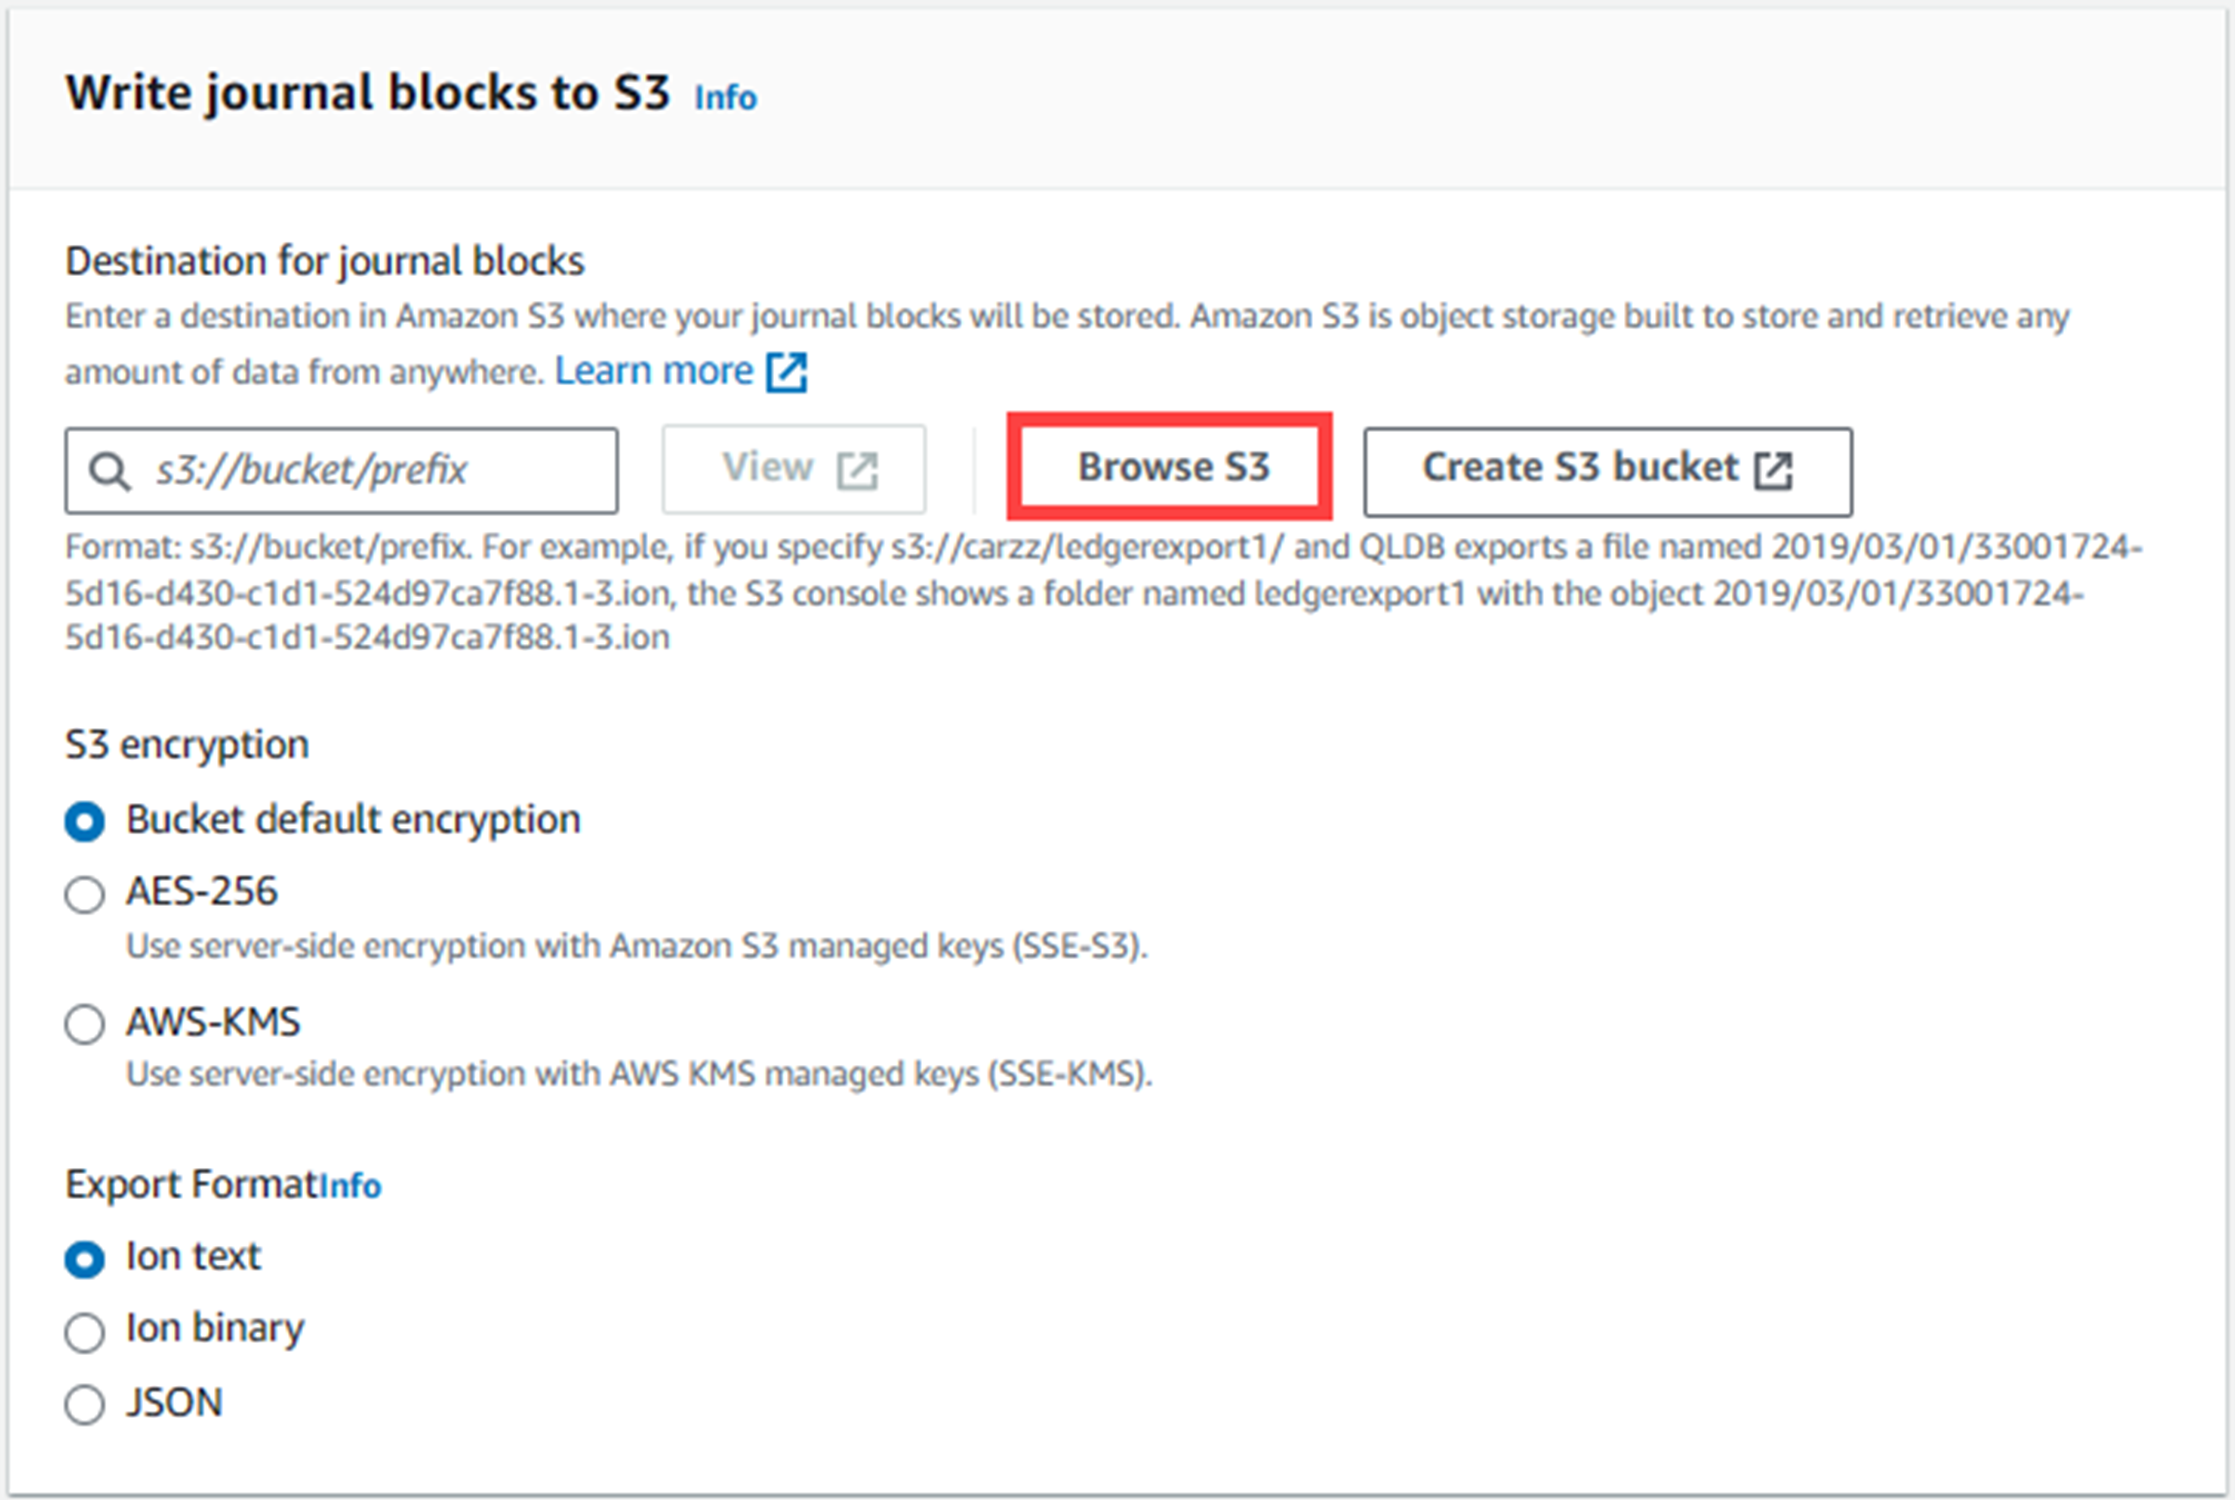 Write journal blocks to S3 Info
Destination for journal blocks
Enter a destination in Amazon S3 where your journal blocks will be stored. Amazon S3 is object storage built to store and retrieve any
amount of data from anywhere. Learn more
s3://bucket/prefix View Browse S3 Create S3 bucket
Format: s3://bucket/prefix. For example, if you specify s3://carzz/ledgerexport1/ and QLDB exports a file named 2019/03/01/33001724-
5d16-d430-c1d1-524d97ca7f88.1-3.ion, the S3 console shows a folder named ledgerexport1 with the object 2019/03/01/33001724-
5d16-d430-c1d1-524d97ca7f88.1-3.ion
S3 encryption
Bucket default encryption
AES-256
Use server-side encryption with Amazon S3 managed keys (SSE-S3).
AWS-KMS
Use server-side encryption with AWS KMS managed keys (SSE-KMS).
Export FormatInfo
Ion text
Ion binary
JSON